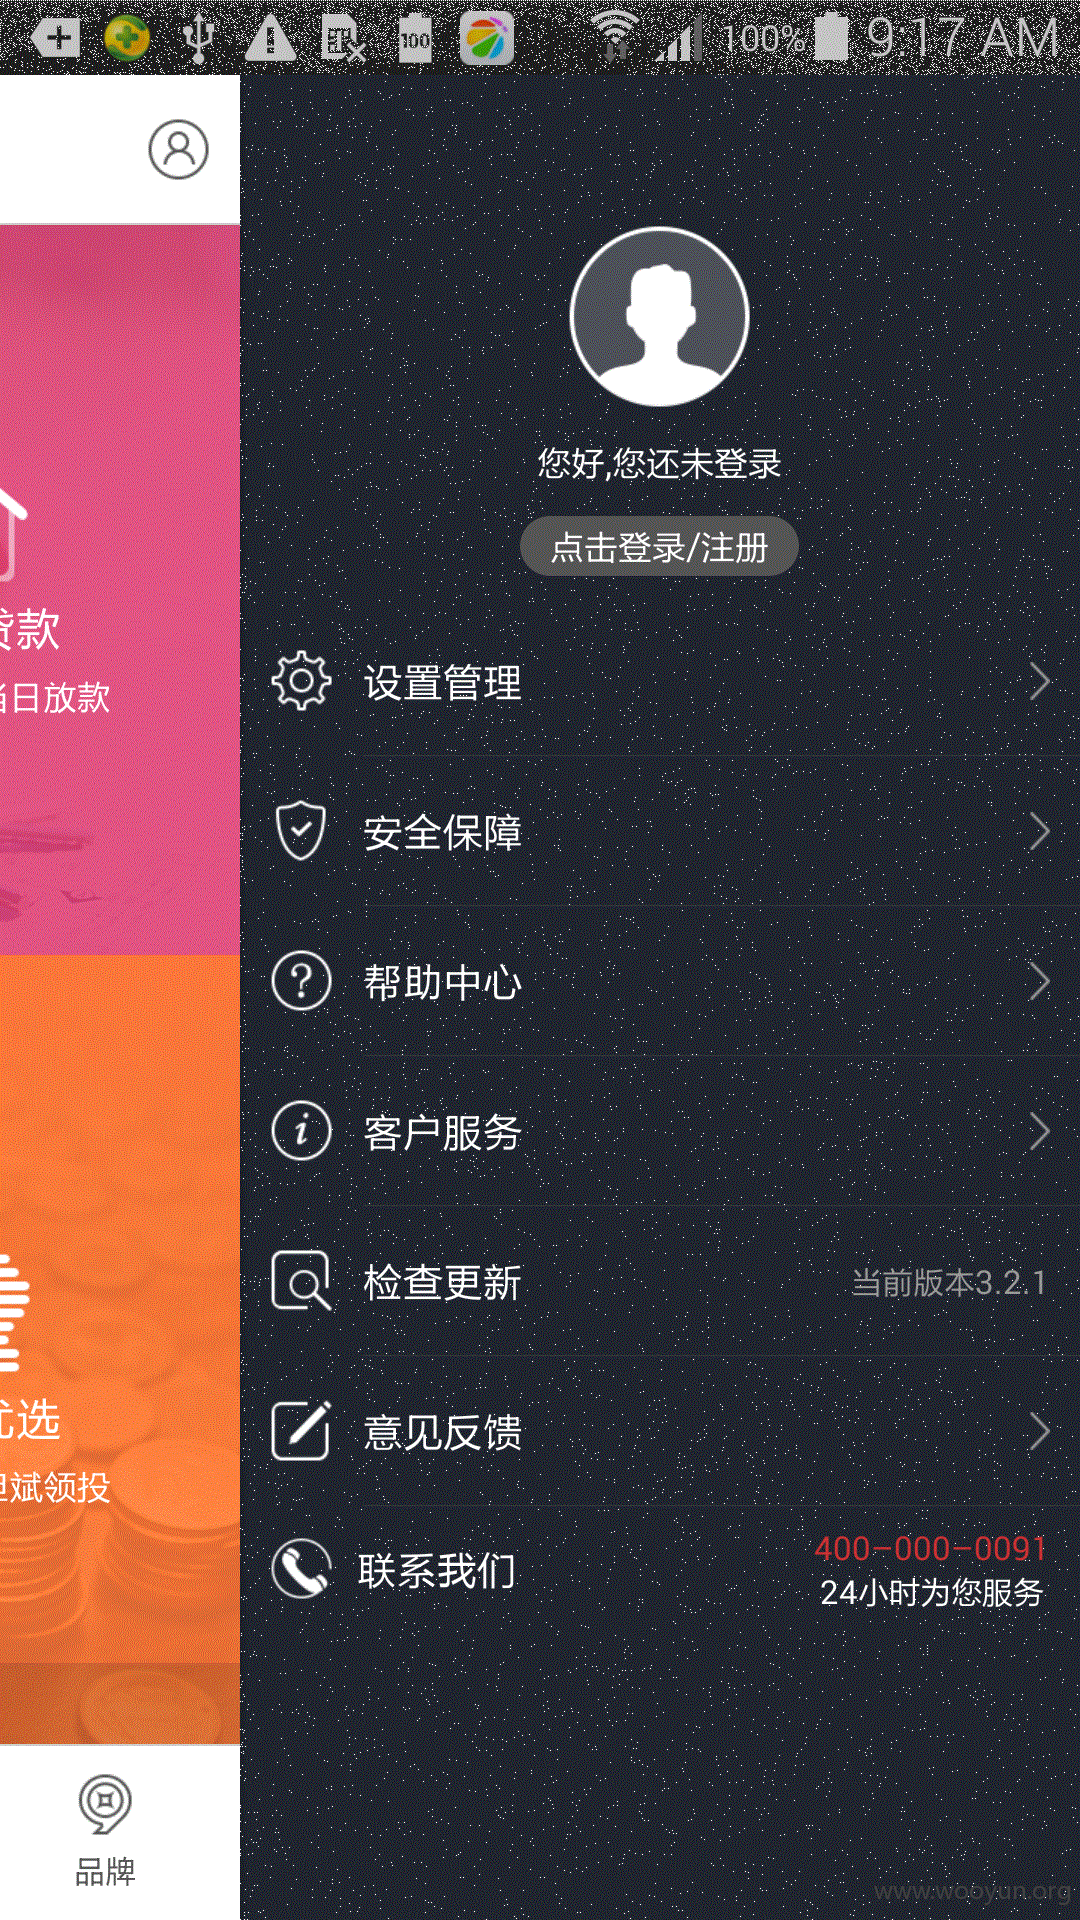 100
100%
9:17 AM
您好,您还未登录
点击登录/注册
款
日放款
设置管理
安全保障
帮助中心
客户服务
检查更新
当前版本3.2.1
选
斌领投
意见反馈
联系我们
400-000-0091
24小时为您服务
品牌
www.wooyun.org